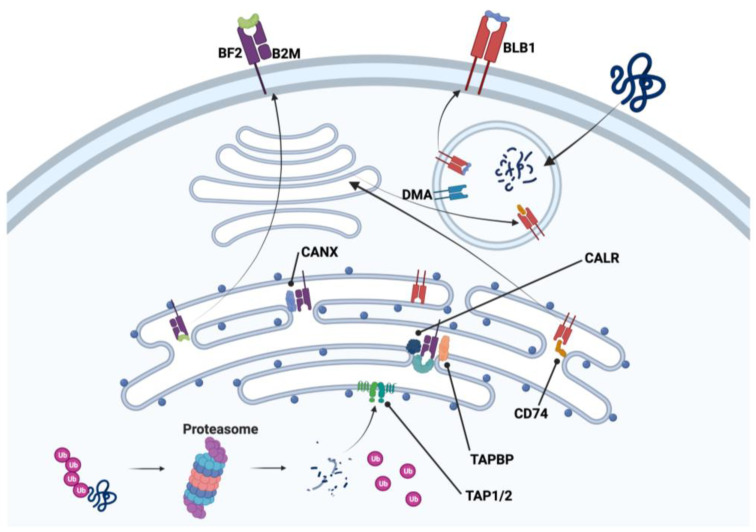 BF2
B2M
BLB1
DMA
CANX
CALR
CD74
Proteasome
TAPBP
TAP1/2
Ub
Ub
Ub
Ub
Ub
Ub
Ub